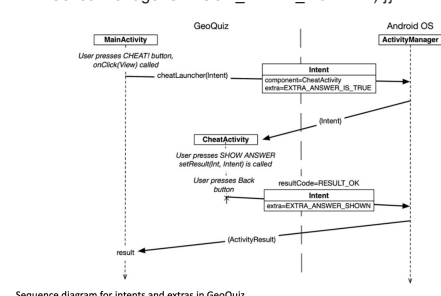 GeoQuiz
Android OS
MainActivity
ActivityManager
User presses CHEAT! button,
onClick(View) called
cheatLauncher(Intent)
Intent
component=CheatActivity
extra=EXTRA_ANSWER_IS_TRUE
(Intent)
CheatActivity
User presses SHOW ANSWER
setResult(Int, Intent) is called
User presses Back
button
resultCode=RESULT_OK
Intent
extra=EXTRA_ANSWER_SHOWN
(ActivityResult)
result
Sequence diagram for intents and extras in GeoQuiz